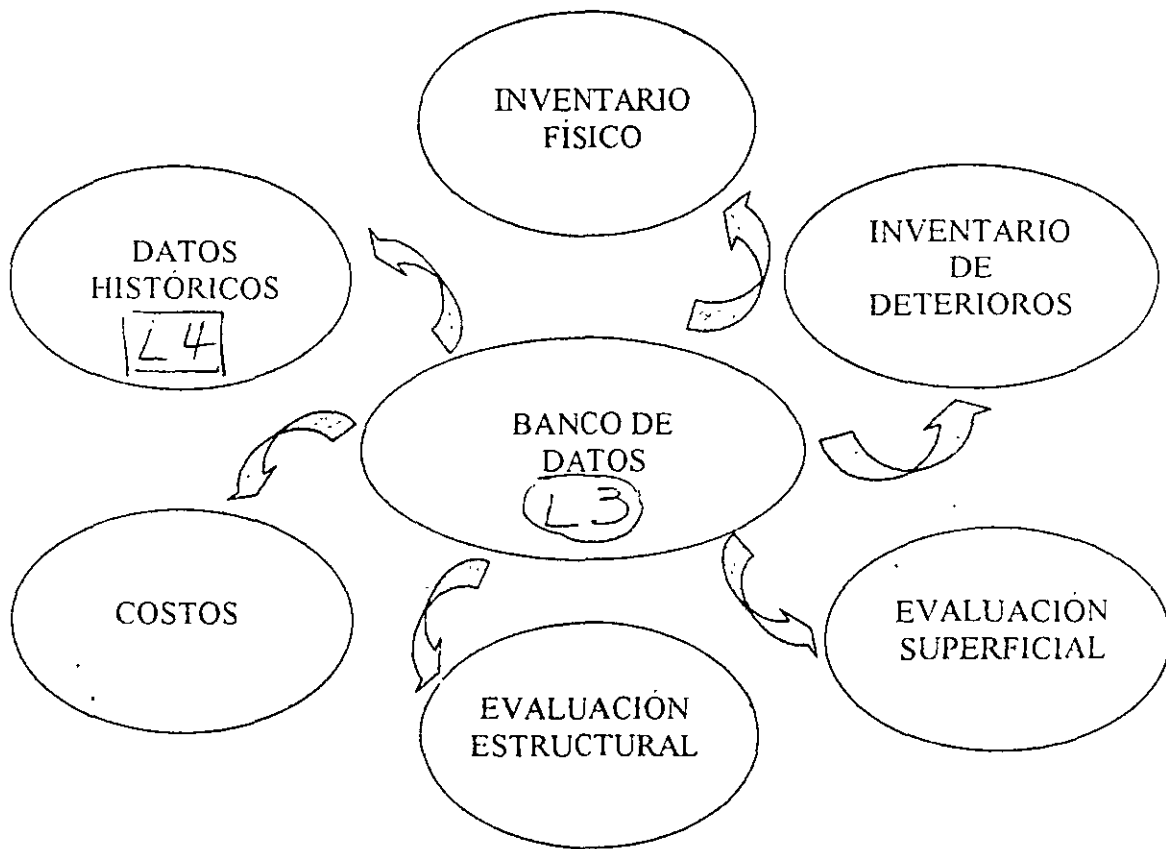 INVENTARIO
FÍSICO
DATOS
HISTÓRICOS
L4
INVENTARIO
DE
DETERIOROS
BANCO DE
DATOS
L3
COSTOS
EVALUACIÓN
SUPERFICIAL
EVALUACIÓN
ESTRUCTURAL